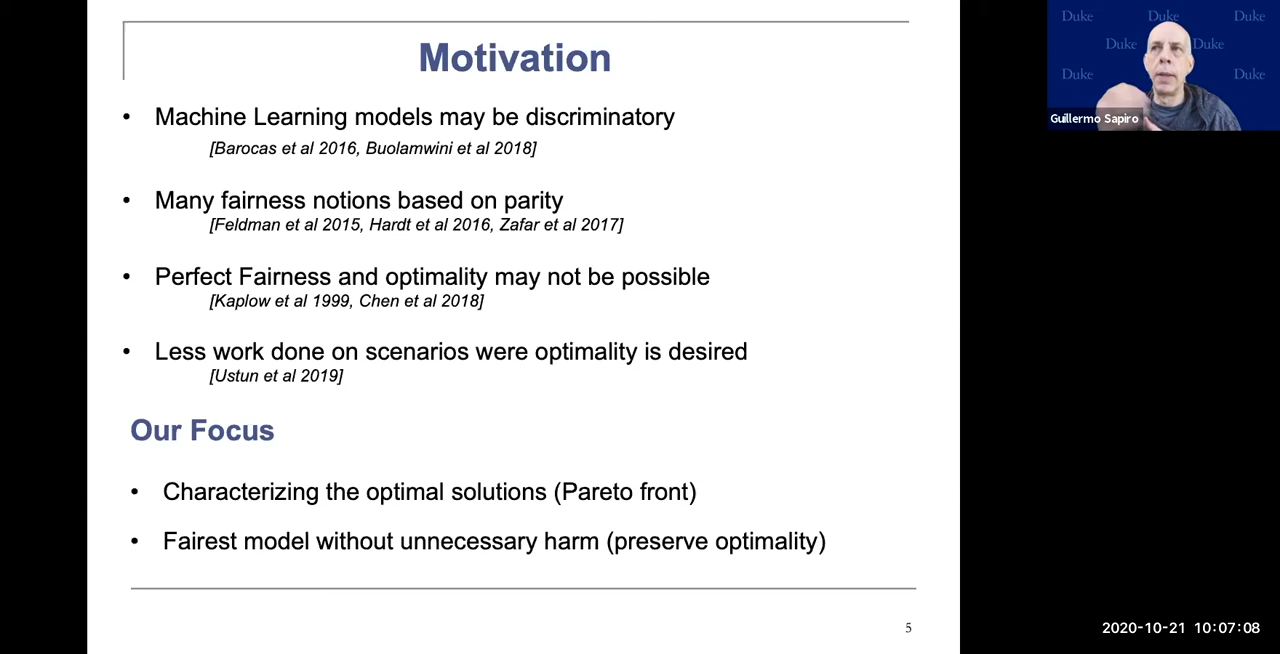 Motivation
• Machine Learning models may be discriminatory
[Barocas et al 2016, Buolamwini et al 2018]
• Many fairness notions based on parity
[Feldman et al 2015, Hardt et al 2016, Zafar et al 2017]
• Perfect Fairness and optimality may not be possible
[Kaplow et al 1999, Chen et al 2018]
• Less work done on scenarios were optimality is desired
[Ustun et al 2019]
Our Focus
• Characterizing the optimal solutions (Pareto front)
• Fairest model without unnecessary harm (preserve optimality)
5
Duke Duke Duke
Duke Duke
Duke Duke
Guillermo Sapiro
2020-10-21 10:07:08